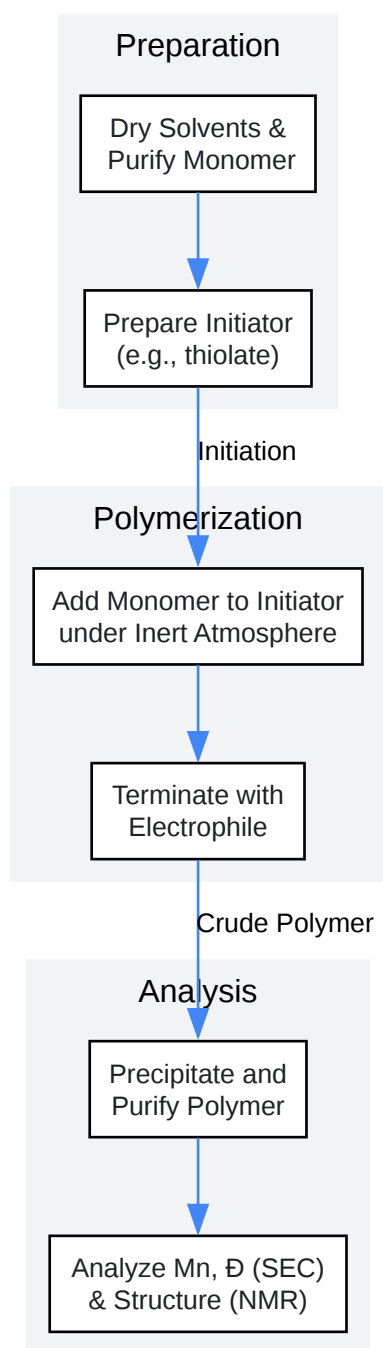 Preparation
Dry Solvents &
Purify Monomer
Prepare Initiator
(e.g., thiolate)
Initiation
Polymerization
Add Monomer to Initiator
under Inert Atmosphere
Terminate with
Electrophile
Crude Polymer
Analysis
Precipitate and
Purify Polymer
Analyze Mn, Đ (SEC)
& Structure (NMR)